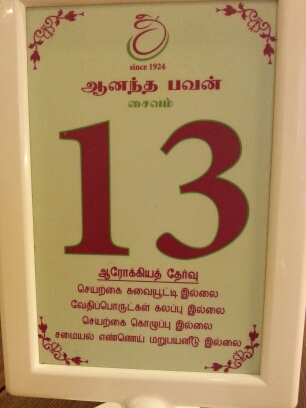 since 1924
ஆனந்த பவன்
சைவம்
13
ஆரோக்கியத் தேர்வு
செயற்கை சுவையூட்டி இல்லை
வேதிப்பொருட்கள் கலப்பு இல்லை
செயற்கை கொழுப்பு இல்லை
சமையல் எண்ணெய் மறுபயனீடு இல்லை